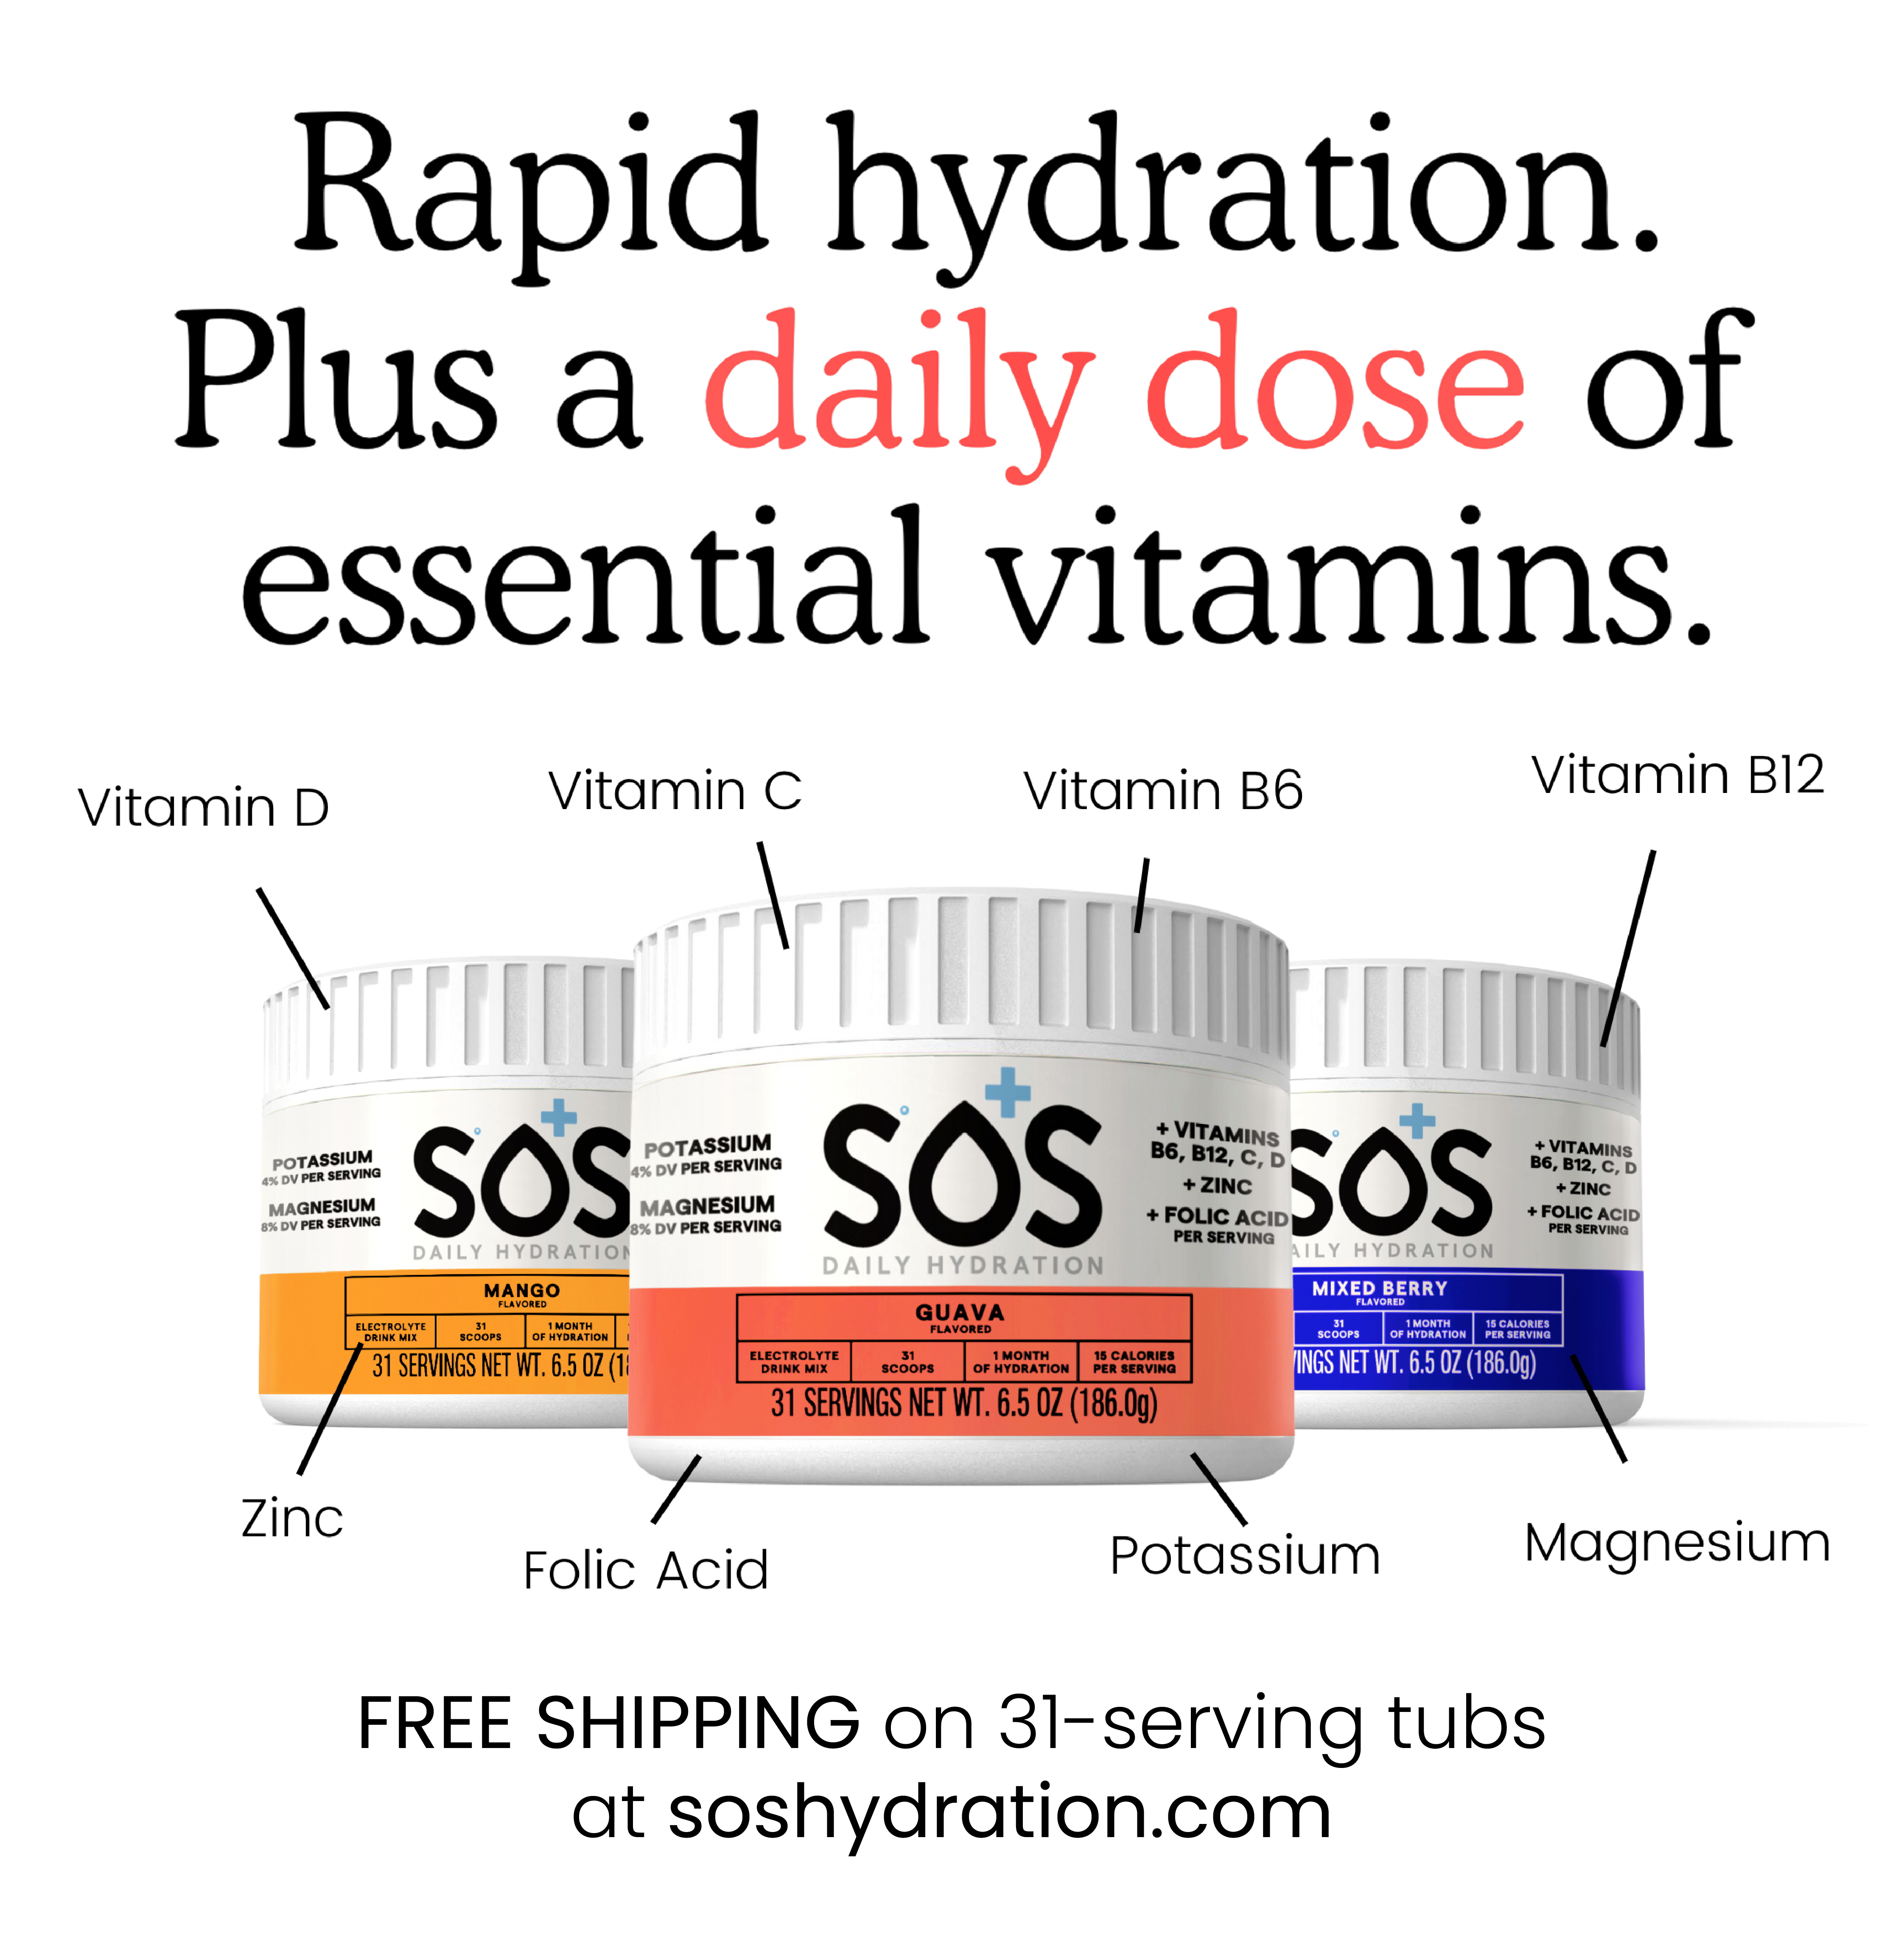 Rapid hydration.
Plus a daily dose of
essential vitamins.
Vitamin D
Vitamin C
Vitamin B6
Vitamin B12
POTASSIUM
4% DV PER SERVING
MAGNESIUM
8% DV PER SERVING
SOS
DAILY HYDRATION
MANGO
FLAVORED
ELECTROLYTE
DRINK MIX
31
SCOOPS
1 MONTH
OF HYDRATION
31 SERVINGS NET WT. 6.5 OZ (18
POTASSIUM
4% DV PER SERVING
MAGNESIUM
8% DV PER SERVING
SOS
DAILY HYDRATION
+ VITAMINS
B6, B12, C, D
+ ZINC
+ FOLIC ACID
PER SERVING
GUAVA
FLAVORED
ELECTROLYTE
DRINK MIX
31
SCOOPS
1 MONTH
OF HYDRATION
15 CALORIES
PER SERVING
31 SERVINGS NET WT. 6.5 OZ (186.0g)
SOS
AILY HYDRATION
+ VITAMINS
B6, B12, C, D
+ ZINC
+ FOLIC ACID
PER SERVING
MIXED BERRY
FLAVORED
31
SCOOPS
1 MONTH
OF HYDRATION
15 CALORIES
PER SERVING
VINGS NET WT. 6.5 OZ (186.0g)
Zinc
Folic Acid
Potassium
Magnesium
FREE SHIPPING on 31-serving tubs
at soshydration.com